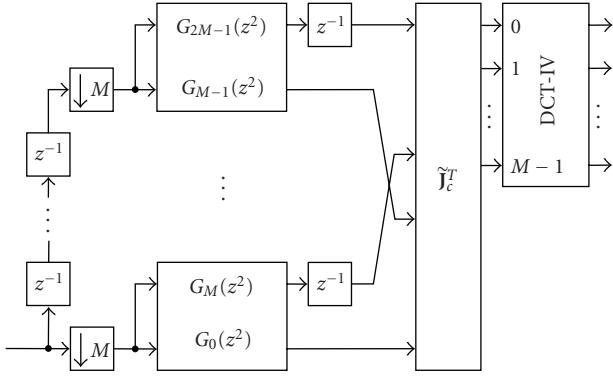 G_{2M−1}(z^2)
z^{−1}
0
↓ M
G_{M−1}(z^2)
1
DCT-IV
z^{−1}
J̃_c^T
M − 1
z^{−1}
G_M(z^2)
z^{−1}
G_0(z^2)
↓ M